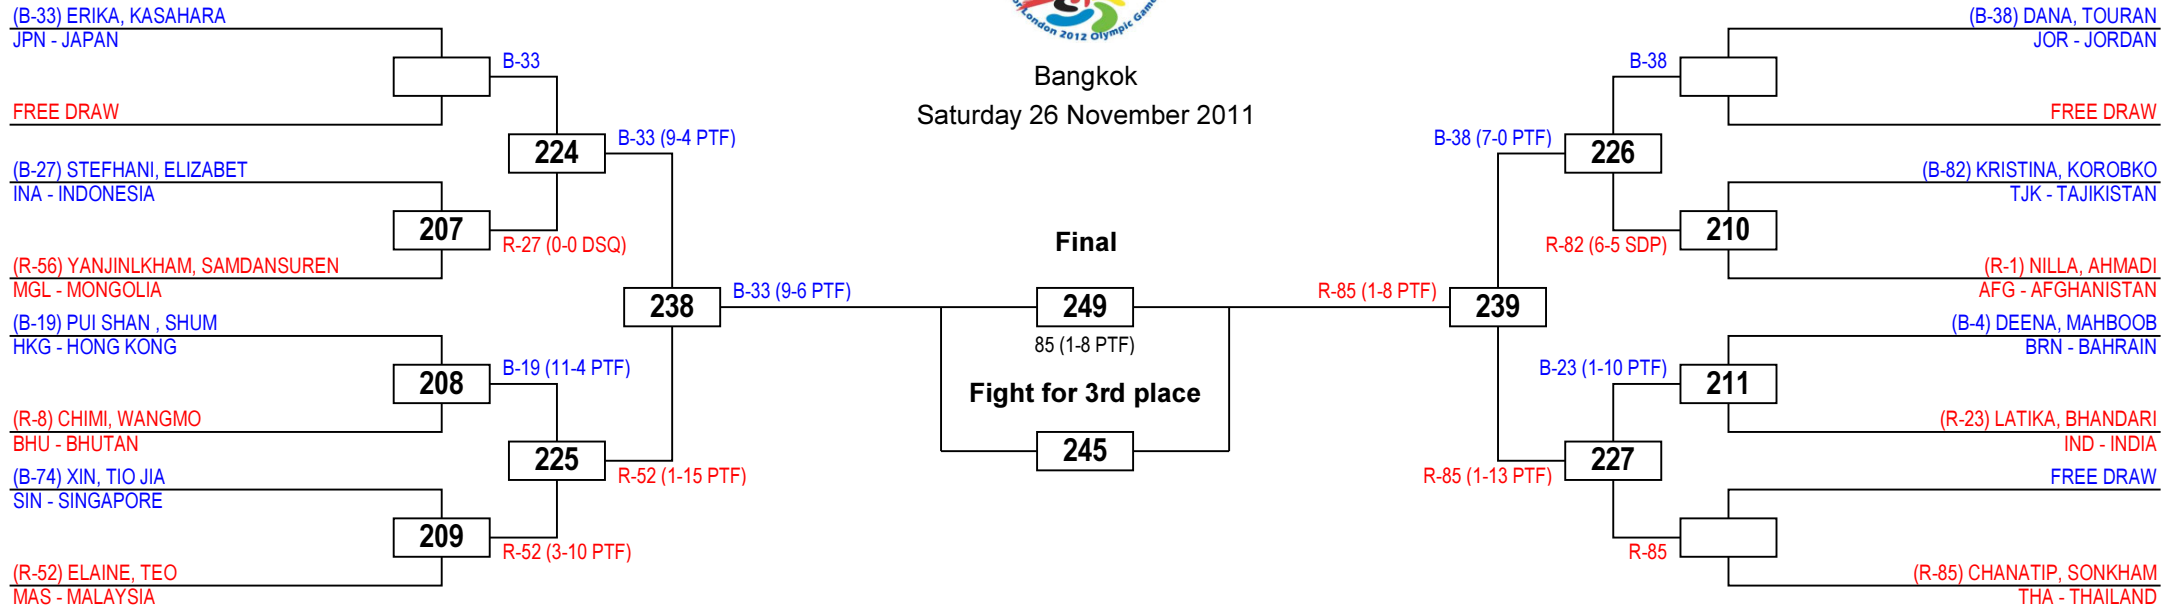 for London 2012 Olympic Games
Bangkok
Saturday 26 November 2011
(B-33) ERIKA, KASAHARA
JPN - JAPAN
B-33
FREE DRAW
224
B-33 (9-4 PTF)
(B-27) STEFHANI, ELIZABET
INA - INDONESIA
207
R-27 (0-0 DSQ)
(R-56) YANJINLKHAM, SAMDANSUREN
MGL - MONGOLIA
238
B-33 (9-6 PTF)
(B-19) PUI SHAN , SHUM
HKG - HONG KONG
208
B-19 (11-4 PTF)
(R-8) CHIMI, WANGMO
BHU - BHUTAN
225
R-52 (1-15 PTF)
(B-74) XIN, TIO JIA
SIN - SINGAPORE
209
R-52 (3-10 PTF)
(R-52) ELAINE, TEO
MAS - MALAYSIA
Final
249
85 (1-8 PTF)
Fight for 3rd place
245
(B-38) DANA, TOURAN
JOR - JORDAN
B-38
FREE DRAW
B-38 (7-0 PTF)
226
(B-82) KRISTINA, KOROBKO
TJK - TAJIKISTAN
210
R-82 (6-5 SDP)
(R-1) NILLA, AHMADI
AFG - AFGHANISTAN
R-85 (1-8 PTF)
239
(B-4) DEENA, MAHBOOB
BRN - BAHRAIN
B-23 (1-10 PTF)
211
(R-23) LATIKA, BHANDARI
IND - INDIA
R-85 (1-13 PTF)
227
FREE DRAW
R-85
(R-85) CHANATIP, SONKHAM
THA - THAILAND